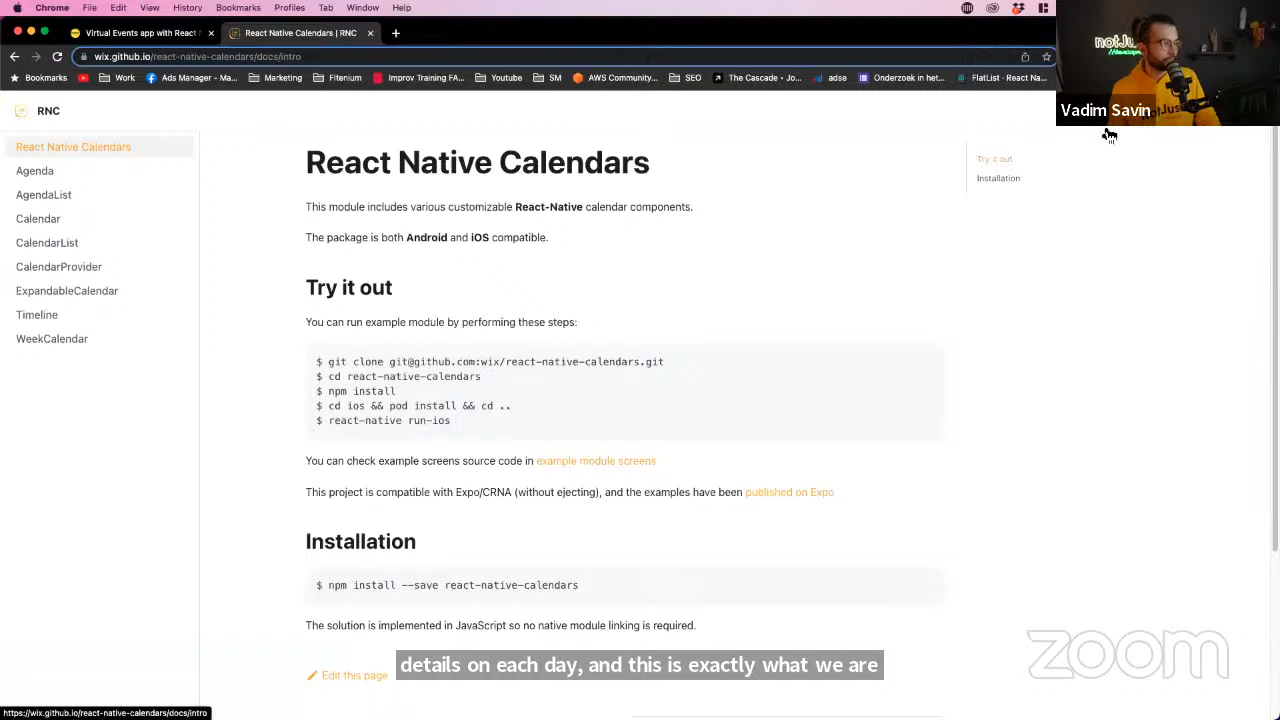 Chrome File Edit View History Bookmarks Profiles Tab Window Help
Virtual Events app with React N
React Native Calendars | RNC
wix.github.io/react-native-calendars/docs/intro
Bookmarks Work Ads Manager - Ma... Marketing Fitenium Improv Training FA... Youtube SM AWS Community... SEO The Cascade • Jo... adse Onderzoek in het... FlatList · React Na...
notJus
Vadim Savin
RNC
React Native Calendars
Agenda
AgendaList
Calendar
CalendarList
CalendarProvider
ExpandableCalendar
Timeline
WeekCalendar
React Native Calendars
This module includes various customizable React-Native calendar components.
The package is both Android and iOS compatible.
Try it out
You can run example module by performing these steps:
$ git clone git@github.com:wix/react-native-calendars.git
$ cd react-native-calendars
$ npm install
$ cd ios && pod install && cd ..
$ react-native run-ios
You can check example screens source code in example module screens
This project is compatible with Expo/CRNA (without ejecting), and the examples have been published on Expo
Installation
$ npm install --save react-native-calendars
The solution is implemented in JavaScript so no native module linking is required.
Edit this page
Try it out
Installation
details on each day, and this is exactly what we are
zoom
https://wix.github.io/react-native-calendars/docs/intro